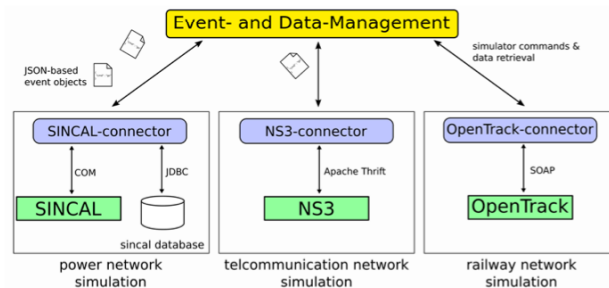 Event- and Data-Management
JSON-based
event objects
simulator commands &
data retrieval
SINCAL-connector
COM
JDBC
SINCAL
sincal database
power network
simulation
NS3-connector
Apache Thrift
NS3
telcommunication network
simulation
OpenTrack-connector
SOAP
OpenTrack
railway network
simulation